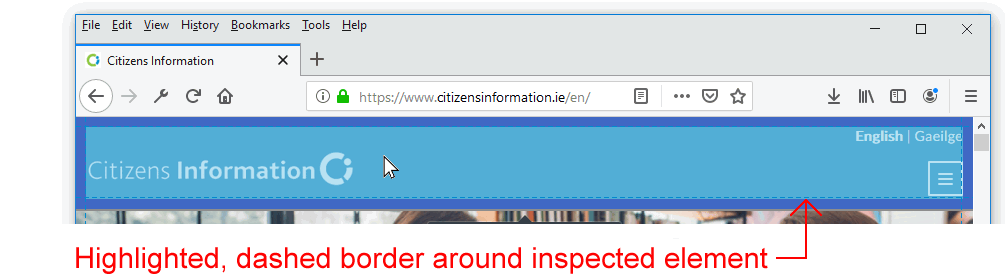 File Edit View History Bookmarks Tools Help
Citizens Information
https://www.citizensinformation.ie/en/
English | Gaeilge
Citizens Information
Highlighted, dashed border around inspected element